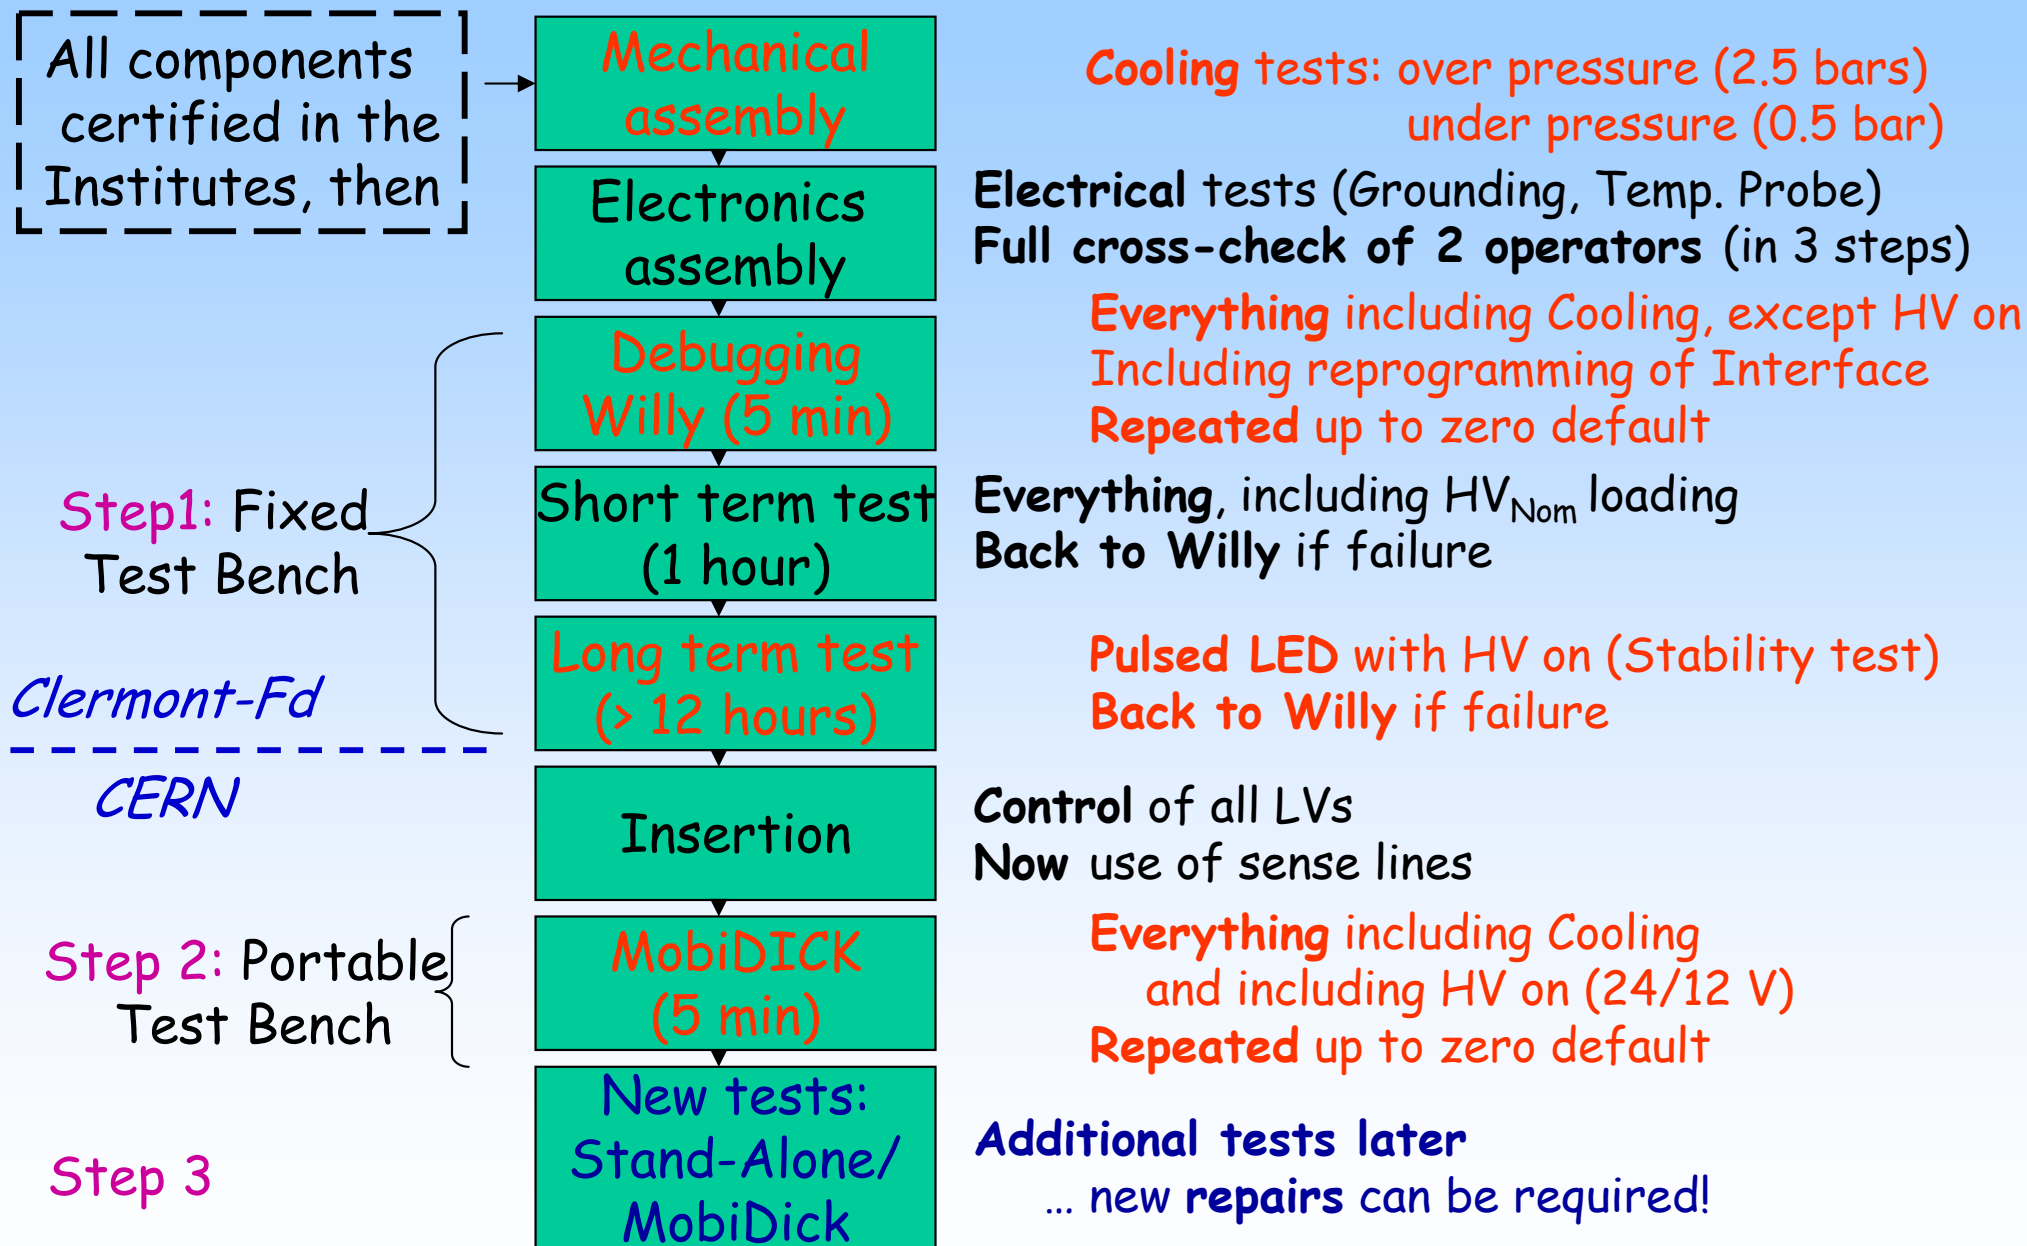 All components
certified in the
Institutes, then
Mechanical
assembly
Cooling tests: over pressure (2.5 bars)
under pressure (0.5 bar)
Electronics
assembly
Electrical tests (Grounding, Temp. Probe)
Full cross-check of 2 operators (in 3 steps)
Step1: Fixed
Test Bench
Debugging
Willy (5 min)
Everything including Cooling, except HV on
Including reprogramming of Interface
Repeated up to zero default
Short term test
(1 hour)
Everything, including HVNom loading
Back to Willy if failure
Long term test
(> 12 hours)
Pulsed LED with HV on (Stability test)
Back to Willy if failure
Clermont-Fd
CERN
Insertion
Control of all LVs
Now use of sense lines
Step 2: Portable
Test Bench
MobiDICK
(5 min)
Everything including Cooling
and including HV on (24/12 V)
Repeated up to zero default
Step 3
New tests:
Stand-Alone/
MobiDick
Additional tests later
... new repairs can be required!